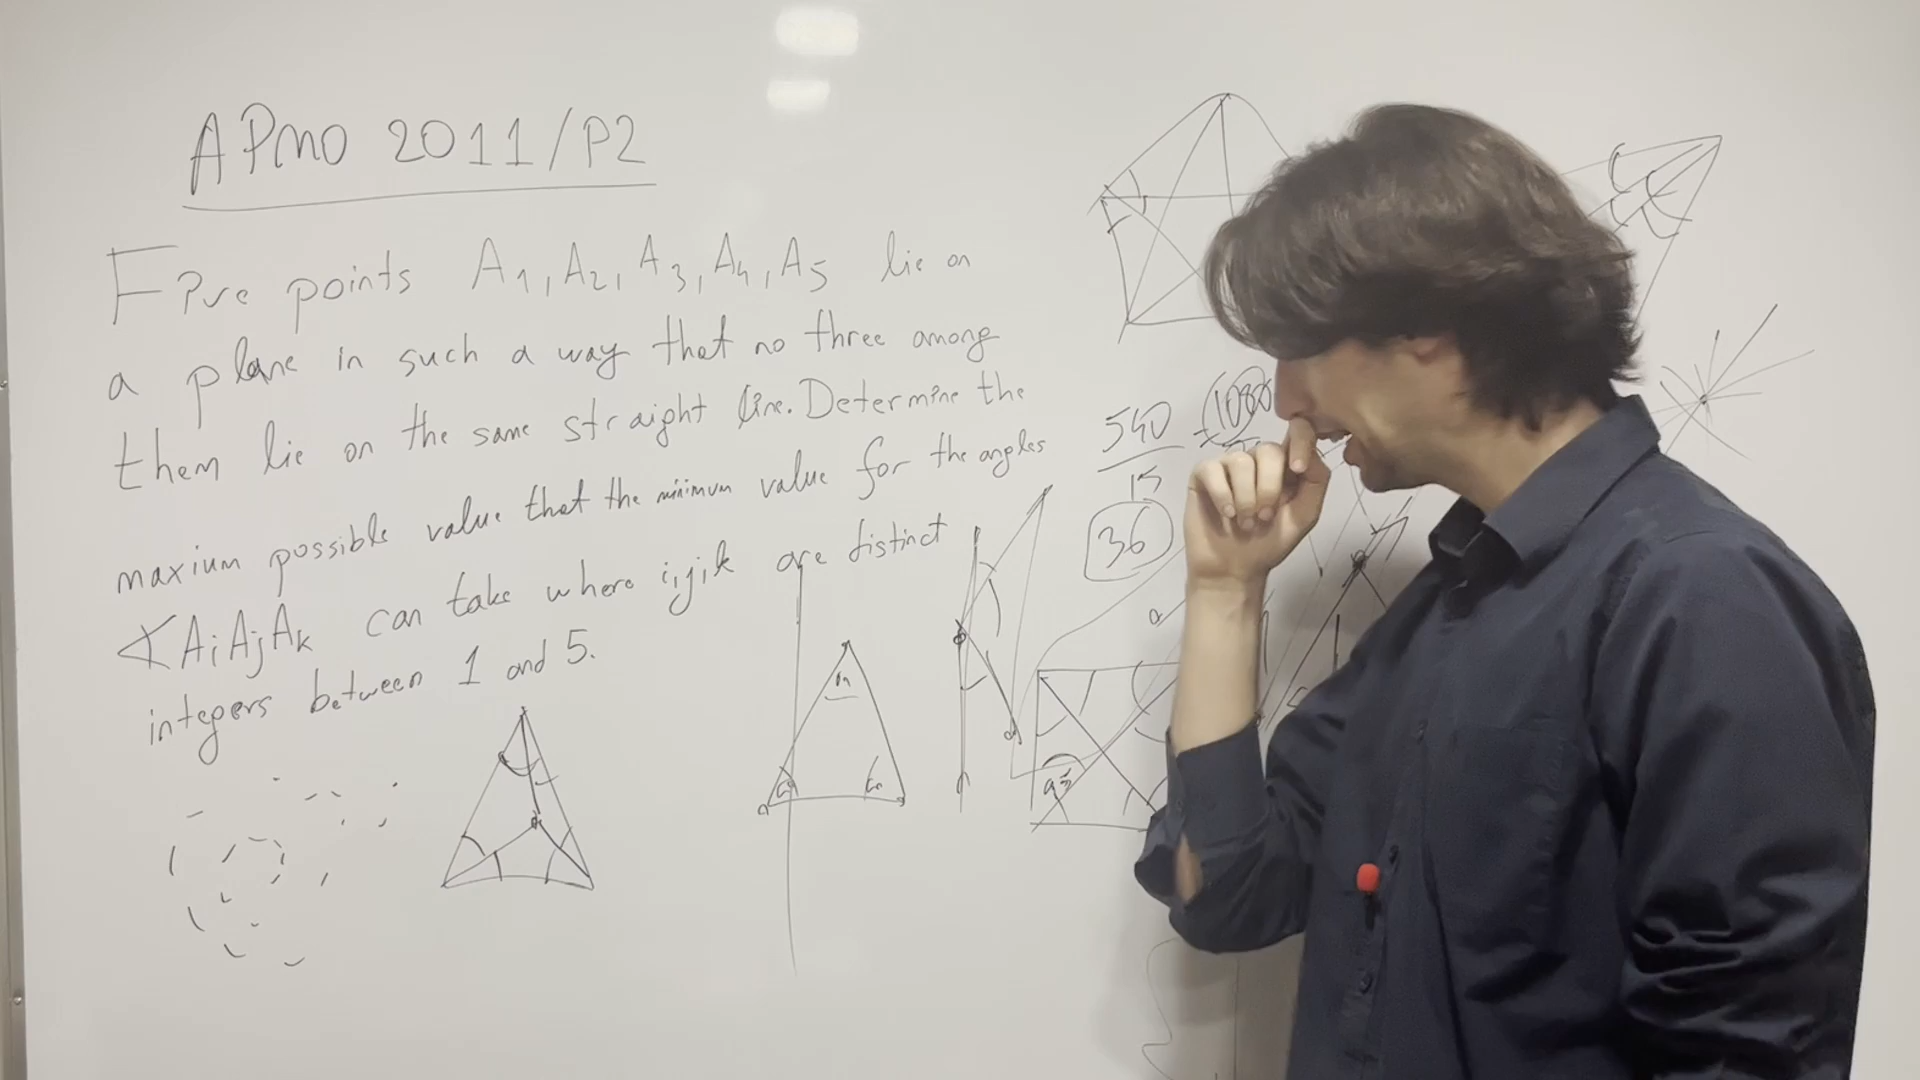 APMO 2011/P2
Five points A1, A2, A3, A4, A5 lie on
a plane in such a way that no three among
them lie on the same straight line. Determine the
maxium possible value that the minimum value for the angles
∢AiAjAk can take where i,j,k are distinct
integers between 1 and 5.
540
15
36
1080